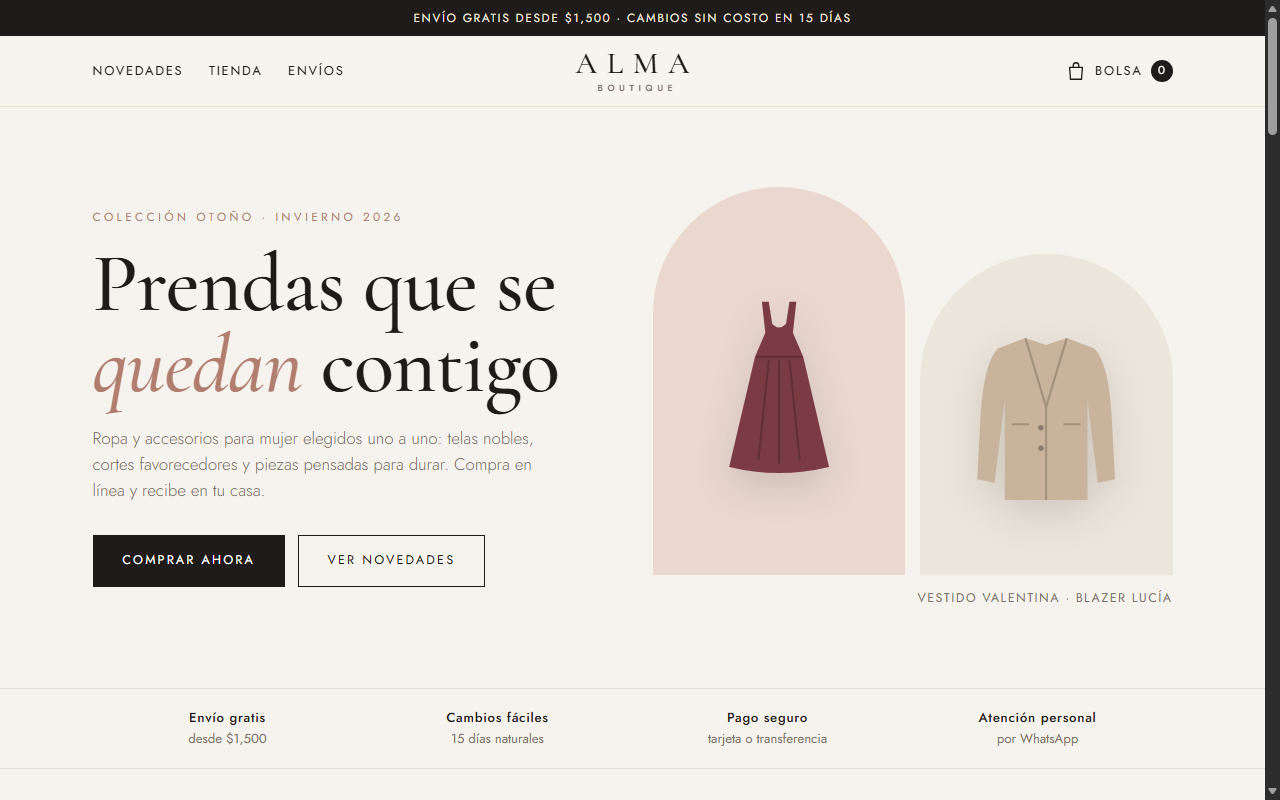 ENVÍO GRATIS DESDE $1,500 · CAMBIOS SIN COSTO EN 15 DÍAS
NOVEDADES TIENDA ENVÍOS
ALMA
BOUTIQUE
BOLSA 0
COLECCIÓN OTOÑO · INVIERNO 2026
Prendas que se
quedan contigo
Ropa y accesorios para mujer elegidos uno a uno: telas nobles,
cortes favorecedores y piezas pensadas para durar. Compra en
línea y recibe en tu casa.
COMPRAR AHORA
VER NOVEDADES
VESTIDO VALENTINA · BLAZER LUCÍA
Envío gratis
desde $1,500
Cambios fáciles
15 días naturales
Pago seguro
tarjeta o transferencia
Atención personal
por WhatsApp